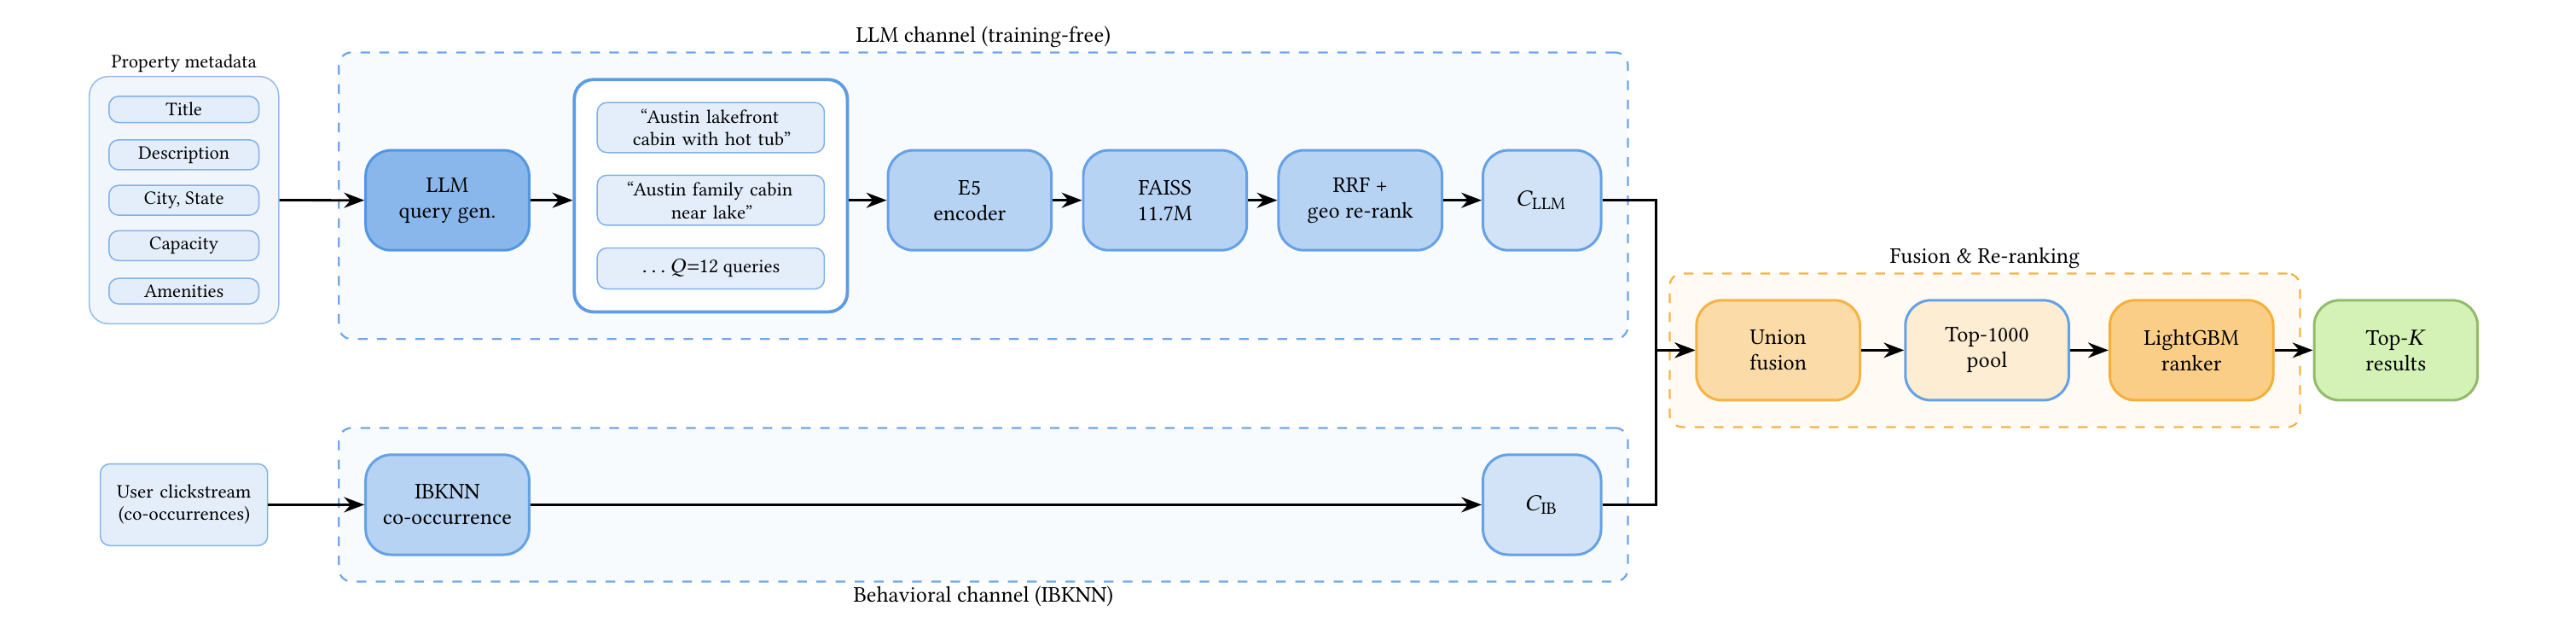 LLM channel (training-free)
Property metadata
Title
Description
City, State
Capacity
Amenities
LLM
query gen.
“Austin lakefront
cabin with hot tub”
“Austin family cabin
near lake”
. . . Q=12 queries
E5
encoder
FAISS
11.7M
RRF +
geo re-rank
C_LLM
Fusion & Re-ranking
Union
fusion
Top-1000
pool
LightGBM
ranker
Top-K
results
User clickstream
(co-occurrences)
IBKNN
co-occurrence
C_IB
Behavioral channel (IBKNN)